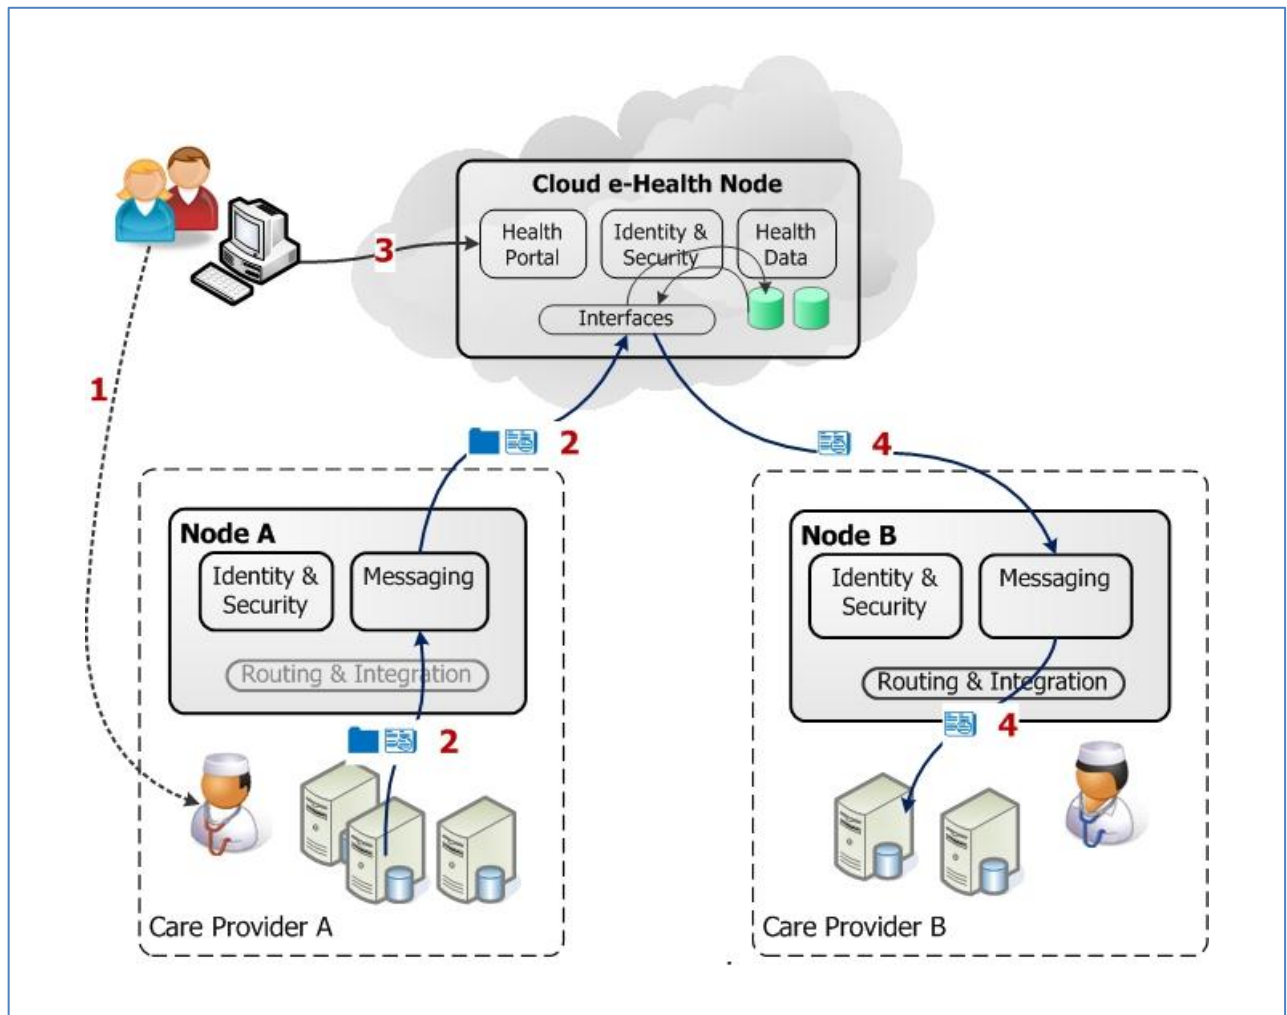 Cloud e-Health Node
Health
Portal
Identity &
Security
Health
Data
3
Interfaces
1
2
4
Node A
Identity &
Security
Messaging
Routing & Integration
2
Care Provider A
Node B
Identity &
Security
Messaging
Routing & Integration
4
Care Provider B